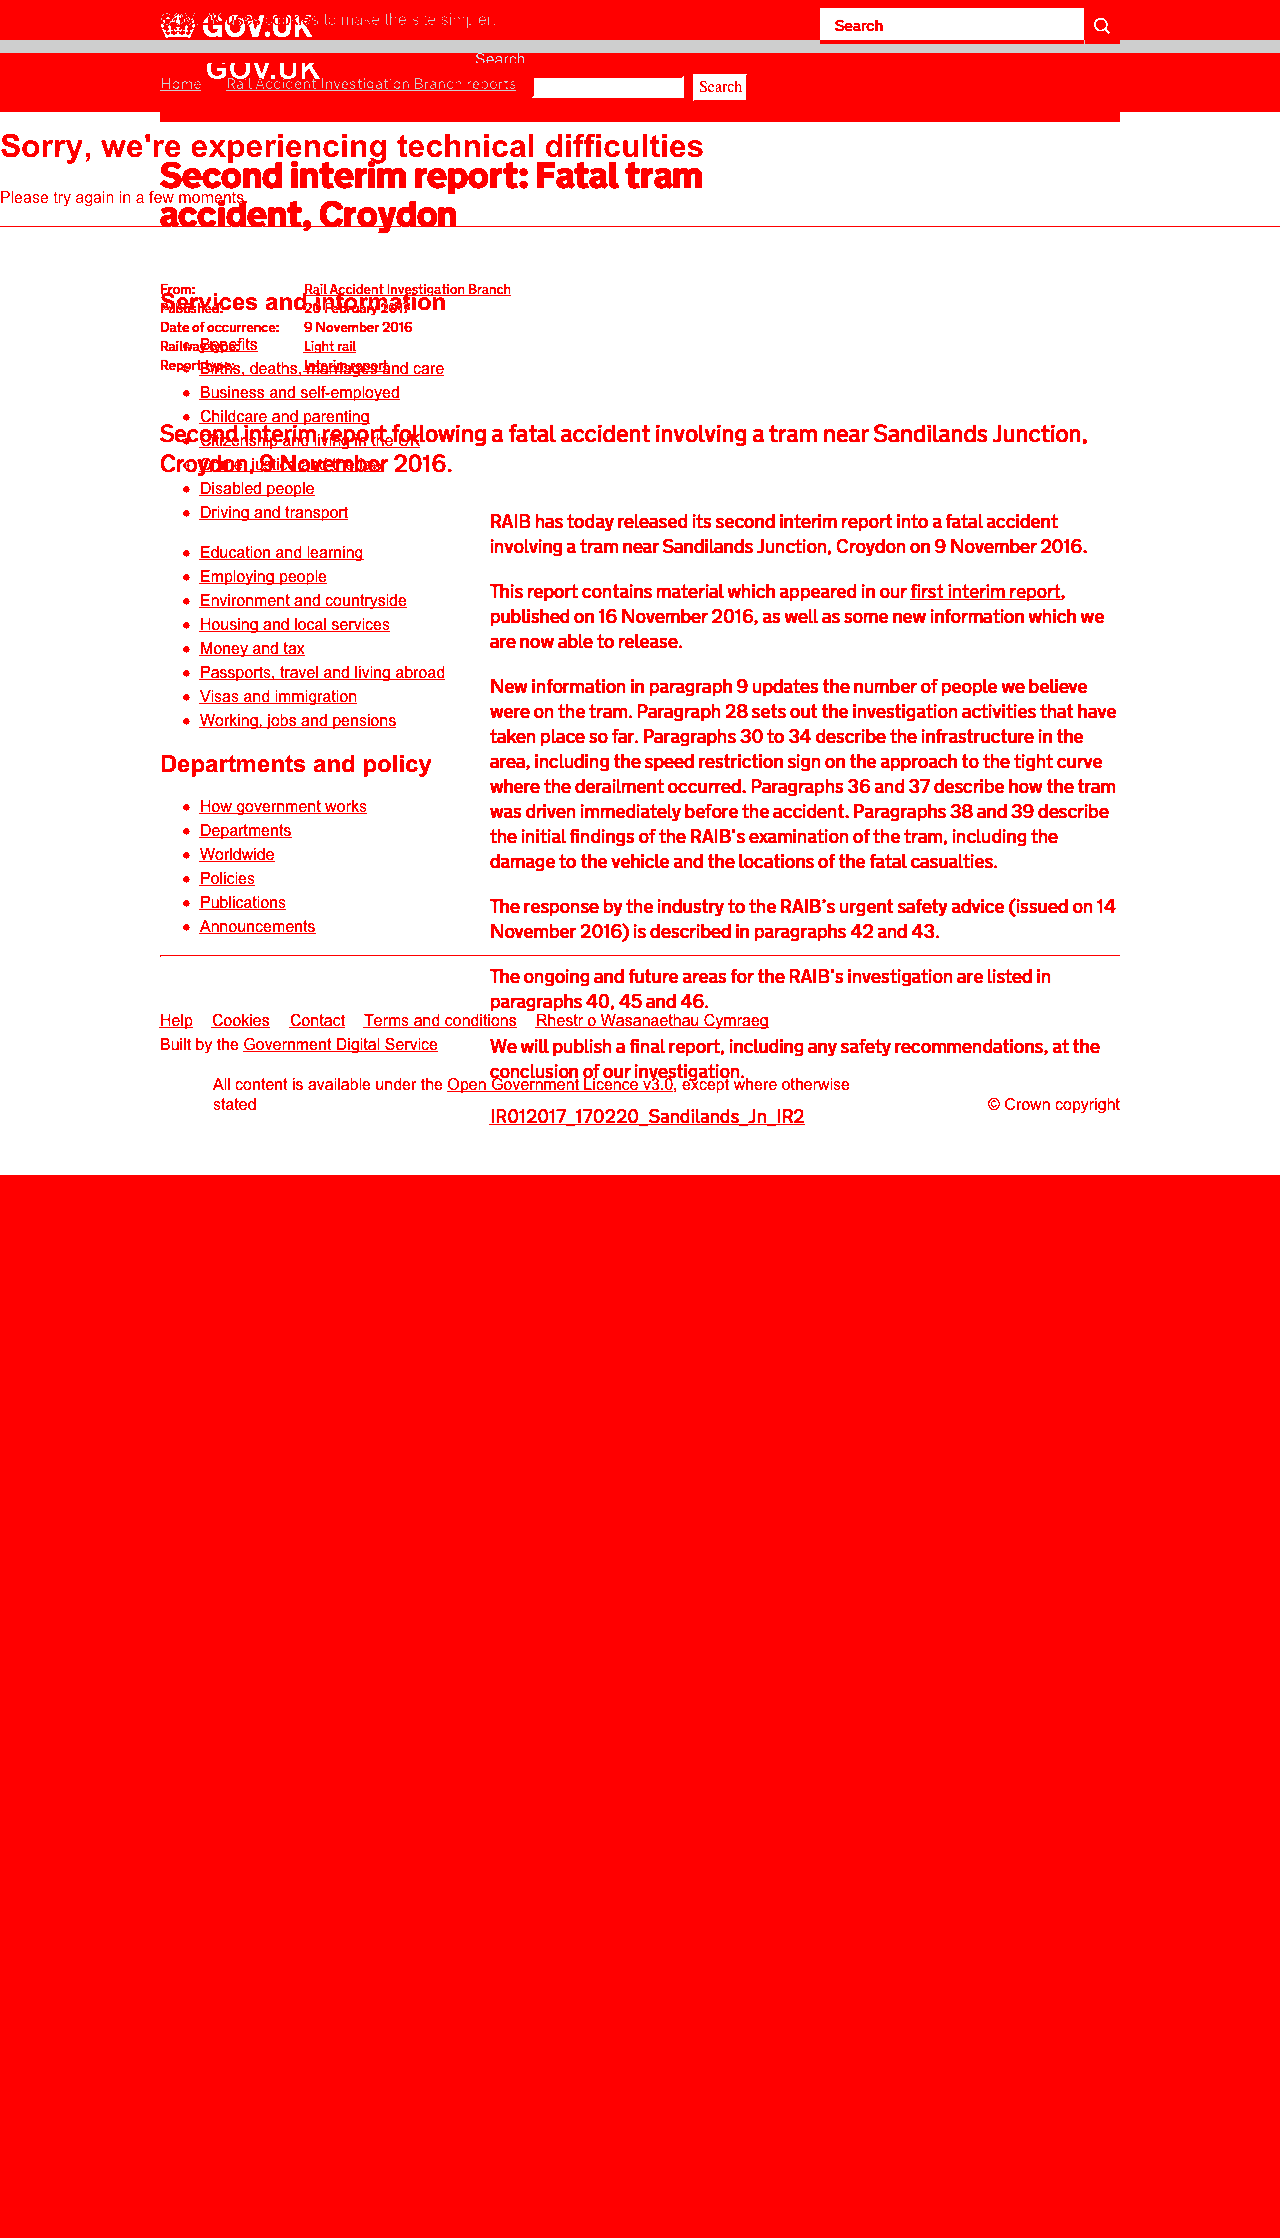 GOV.UK uses cookies to make the site simpler.
GOV.UK
Search
Search
GOV.UK
Home
Rail Accident Investigation Branch reports
Search
Sorry, we're experiencing technical difficulties
Second interim report: Fatal tram
Please try again in a few moments.
accident, Croydon
From:
Rail Accident Investigation Branch
Services and information
Published:
20 February 2017
Date of occurrence:
9 November 2016
Railway type:
Light rail
Benefits
Report type:
Interim report
Births, deaths, marriages and care
Business and self-employed
Childcare and parenting
Second interim report following a fatal accident involving a tram near Sandilands Junction,
Citizenship and living in the UK
Croydon, 9 November 2016.
Crime, justice and the law
Disabled people
Driving and transport
Education and learning
Employing people
Environment and countryside
Housing and local services
Money and tax
Passports, travel and living abroad
Visas and immigration
Working, jobs and pensions
Departments and policy
How government works
Departments
Worldwide
Policies
Publications
Announcements
RAIB has today released its second interim report into a fatal accident
involving a tram near Sandilands Junction, Croydon on 9 November 2016.
This report contains material which appeared in our first interim report,
published on 16 November 2016, as well as some new information which we
are now able to release.
New information in paragraph 9 updates the number of people we believe
were on the tram. Paragraph 28 sets out the investigation activities that have
taken place so far. Paragraphs 30 to 34 describe the infrastructure in the
area, including the speed restriction sign on the approach to the tight curve
where the derailment occurred. Paragraphs 36 and 37 describe how the tram
was driven immediately before the accident. Paragraphs 38 and 39 describe
the initial findings of the RAIB's examination of the tram, including the
damage to the vehicle and the locations of the fatal casualties.
The response by the industry to the RAIB's urgent safety advice (issued on 14
November 2016) is described in paragraphs 42 and 43.
The ongoing and future areas for the RAIB's investigation are listed in
paragraphs 40, 45 and 46.
We will publish a final report, including any safety recommendations, at the
conclusion of our investigation.
IR012017_170220_Sandilands_Jn_IR2
Help Cookies Contact Terms and conditions Rhestr o Wasanaethau Cymraeg
Built by the Government Digital Service
All content is available under the Open Government Licence v3.0, except where otherwise
stated
© Crown copyright